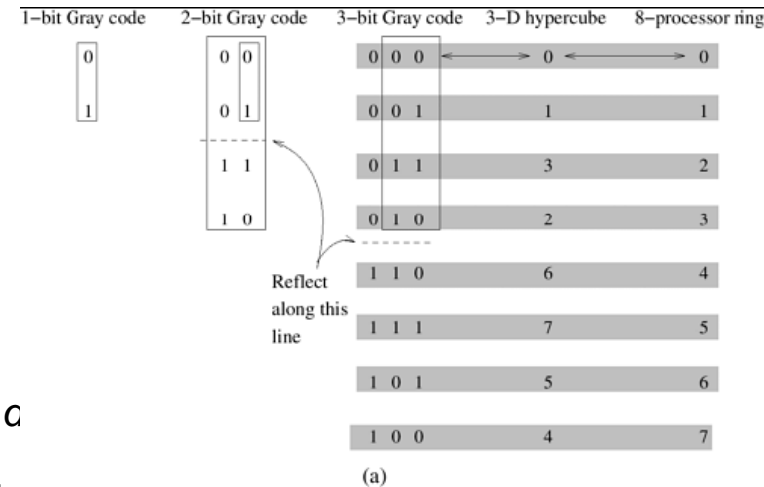 1–bit Gray code 2–bit Gray code 3–bit Gray code 3–D hypercube 8–processor ring
0 0 0 0 0 0 0 0
1 0 1 0 0 1 1 1
1 1 0 1 1 3 2
1 0 0 1 0 2 3
Reflect
along this
line
1 1 0 6 4
1 1 1 7 5
1 0 1 5 6
1 0 0 4 7
(a)